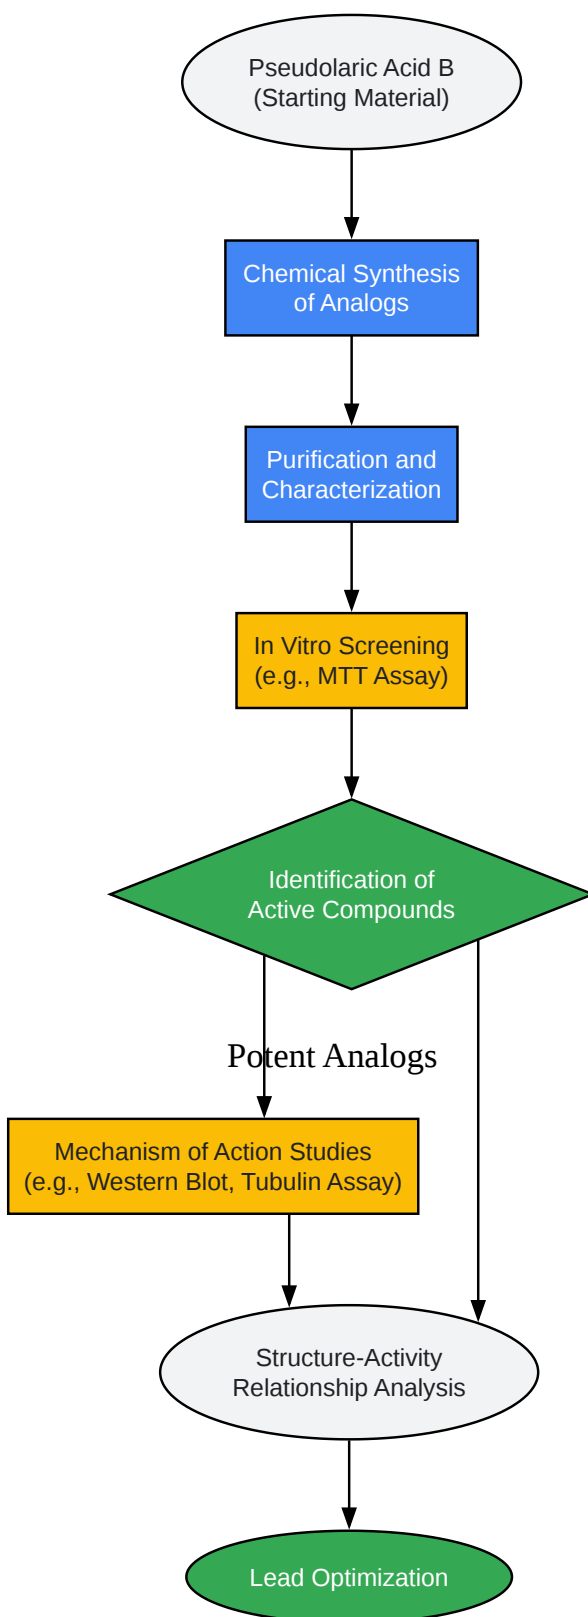 Pseudolaric Acid B
(Starting Material)
Chemical Synthesis
of Analogs
Purification and
Characterization
In Vitro Screening
(e.g., MTT Assay)
Identification of
Active Compounds
Potent Analogs
Mechanism of Action Studies
(e.g., Western Blot, Tubulin Assay)
Structure-Activity
Relationship Analysis
Lead Optimization